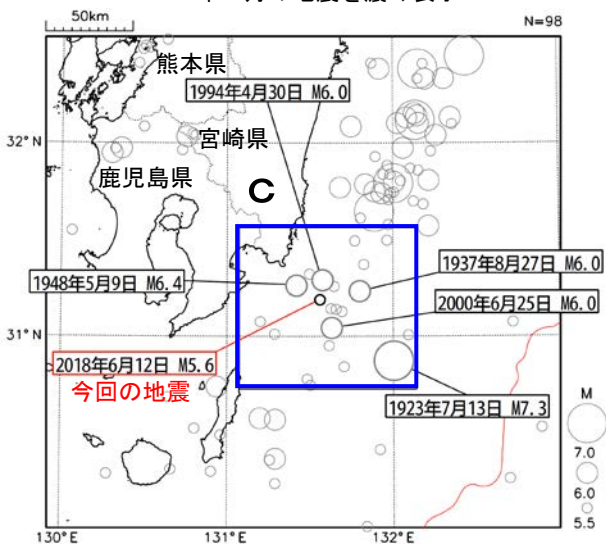 50km
N=98
熊本県
1994年4月30日 M6.0
32°N
宮崎県
鹿児島県
C
1948年5月9日 M6.4
1937年8月27日 M6.0
2000年6月25日 M6.0
31°N
2018年6月12日 M5.6
今回の地震
1923年7月13日 M7.3
M
7.0
6.0
5.5
130°E
131°E
132°E